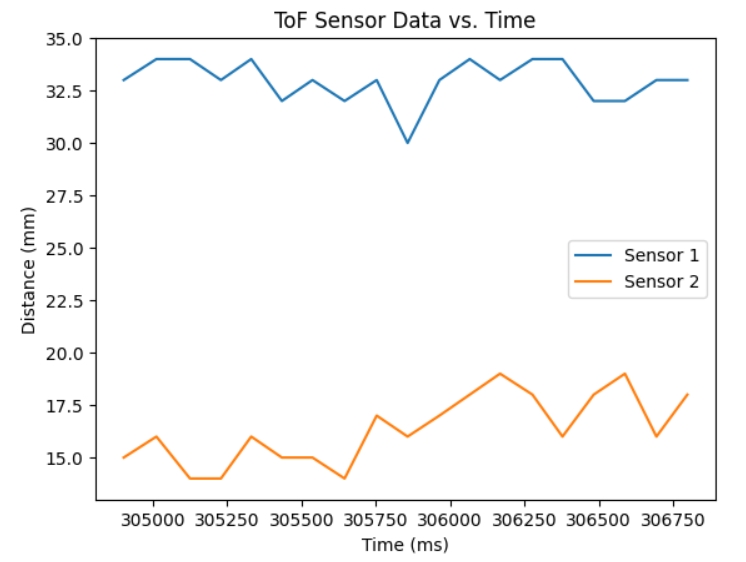 ToF Sensor Data vs. Time
35.0
32.5
30.0
27.5
25.0
22.5
20.0
17.5
15.0
Distance (mm)
Sensor 1
Sensor 2
305000 305250 305500 305750 306000 306250 306500 306750
Time (ms)